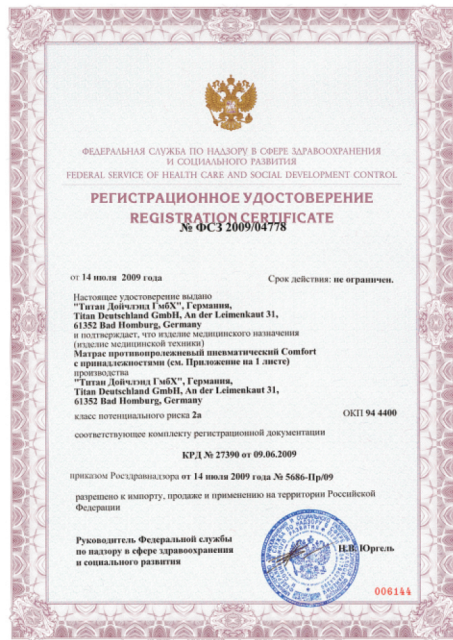 ФЕДЕРАЛЬНАЯ СЛУЖБА ПО НАДЗОРУ В СФЕРЕ ЗДРАВООХРАНЕНИЯ
И СОЦИАЛЬНОГО РАЗВИТИЯ
FEDERAL SERVICE OF HEALTH CARE AND SOCIAL DEVELOPMENT CONTROL
РЕГИСТРАЦИОННОЕ УДОСТОВЕРЕНИЕ
REGISTRATION CERTIFICATE
№ ФСЗ 2009/04778
от 14 июля 2009 года Срок действия: не ограничен.
Настоящее удостоверение выдано
"Титан Дойчлэнд ГмбХ", Германия,
Titan Deutschland GmbH, An der Leimenkaut 31,
61352 Bad Homburg, Germany
и подтверждает, что изделие медицинского назначения
(изделие медицинской техники)
Матрас противопролежневый пневматический Comfort
с принадлежностями (см. Приложение на 1 листе)
производства
"Титан Дойчлэнд ГмбХ", Германия,
Titan Deutschland GmbH, An der Leimenkaut 31,
61352 Bad Homburg, Germany
класс потенциального риска 2а ОКП 94 4400
соответствующее комплекту регистрационной документации
КРД № 27390 от 09.06.2009
приказом Росздравнадзора от 14 июля 2009 года № 5686-Пр/09
разрешено к импорту, продаже и применению на территории Российской
Федерации
Руководитель Федеральной службы
по надзору в сфере здравоохранения
и социального развития
Н.В. Юргель
006144